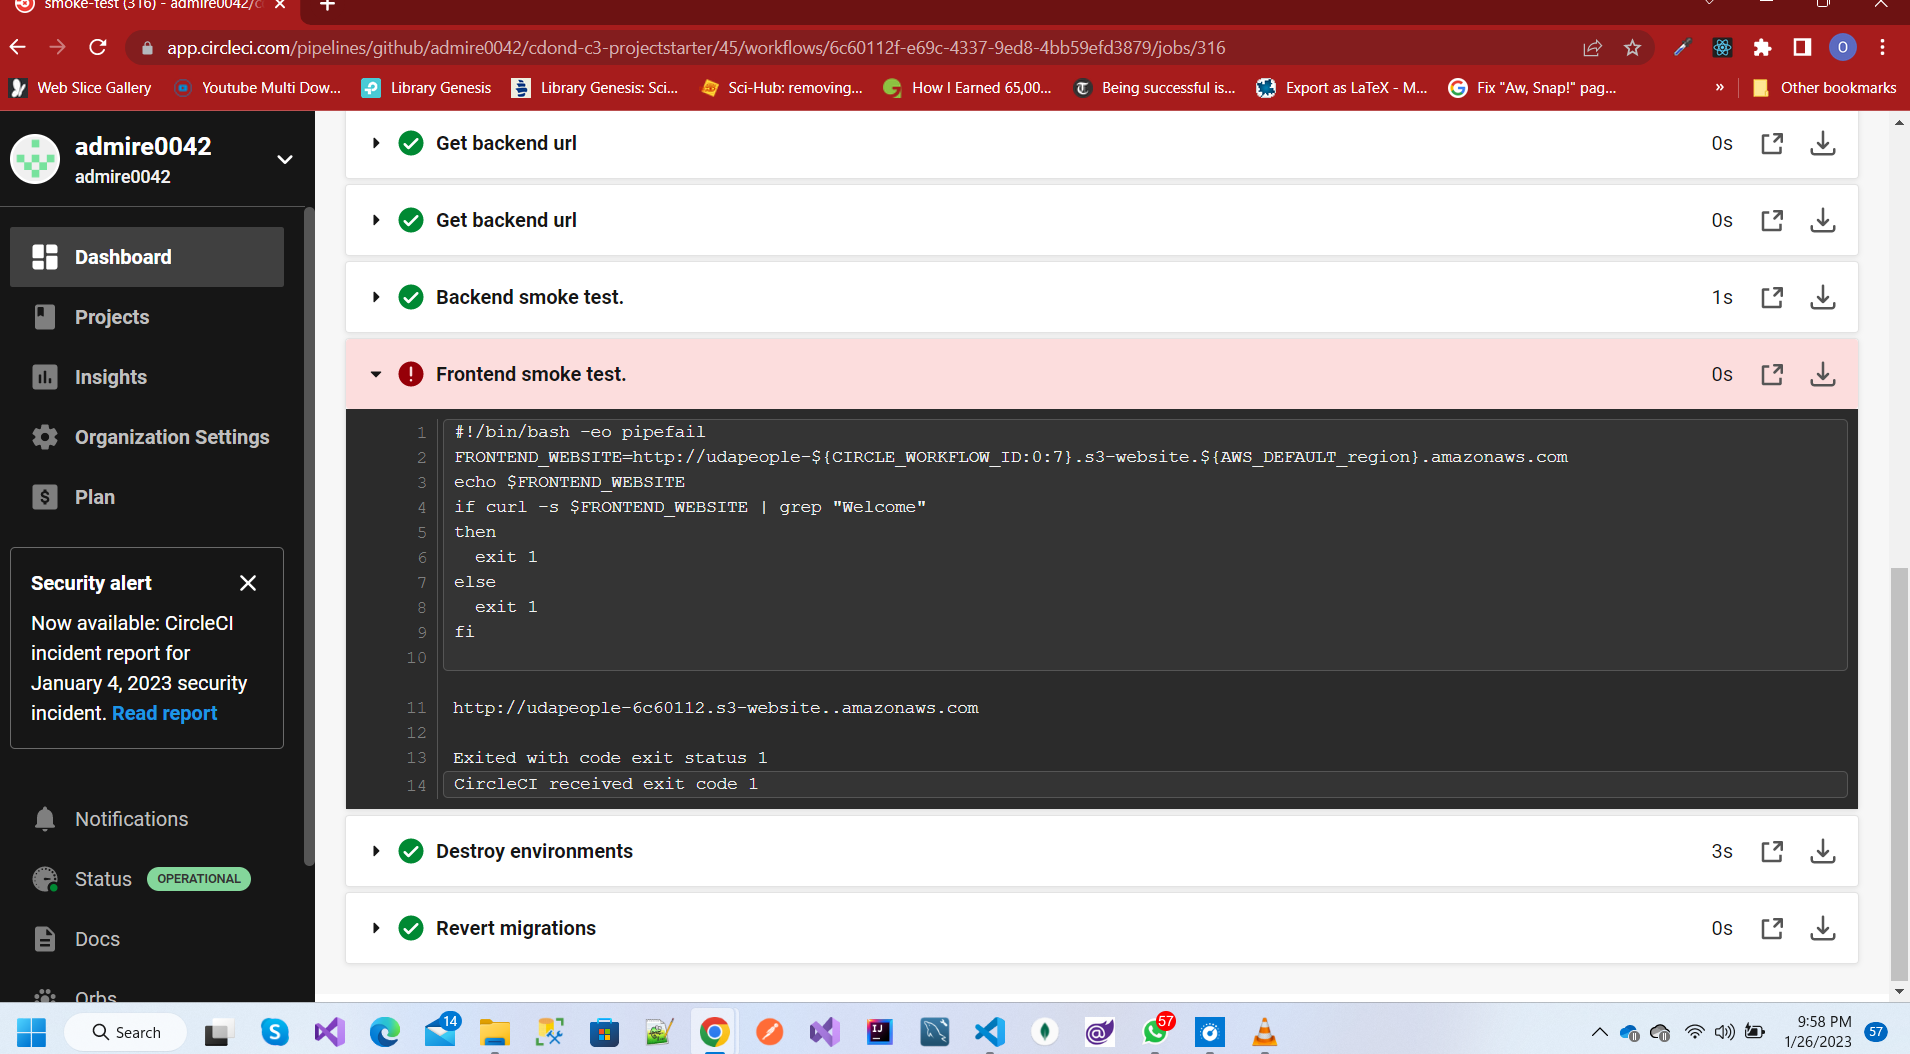 smoke-test (316) - admire0042/c
app.circleci.com/pipelines/github/admire0042/cdond-c3-projectstarter/45/workflows/6c60112f-e69c-4337-9ed8-4bb59efd3879/jobs/316
O
Web Slice Gallery
Youtube Multi Dow...
Library Genesis
Library Genesis: Sci...
Sci-Hub: removing...
How I Earned 65,00...
Being successful is...
Export as LaTeX - M...
Fix "Aw, Snap!" pag...
»
Other bookmarks
admire0042
admire0042
Dashboard
Projects
Insights
Organization Settings
Plan
Security alert
Now available: CircleCI
incident report for
January 4, 2023 security
incident. Read report
Notifications
Status OPERATIONAL
Docs
Orbs
Get backend url 0s
Get backend url 0s
Backend smoke test. 1s
Frontend smoke test. 0s
1 #!/bin/bash -eo pipefail
2 FRONTEND_WEBSITE=http://udapeople-${CIRCLE_WORKFLOW_ID:0:7}.s3-website.${AWS_DEFAULT_region}.amazonaws.com
3 echo $FRONTEND_WEBSITE
4 if curl -s $FRONTEND_WEBSITE | grep "Welcome"
5 then
6 exit 1
7 else
8 exit 1
9 fi
10
11 http://udapeople-6c60112.s3-website..amazonaws.com
12
13 Exited with code exit status 1
14 CircleCI received exit code 1
Destroy environments 3s
Revert migrations 0s
Search
14
57
9:58 PM
1/26/2023
57